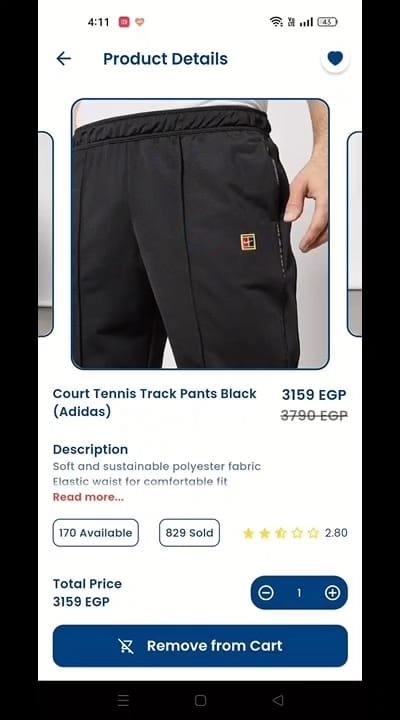 4:11
43
Product Details
Court Tennis Track Pants Black
(Adidas)
3159 EGP
3790 EGP
Description
Soft and sustainable polyester fabric
Elastic waist for comfortable fit
Read more...
170 Available
829 Sold
2.80
Total Price
3159 EGP
1
Remove from Cart